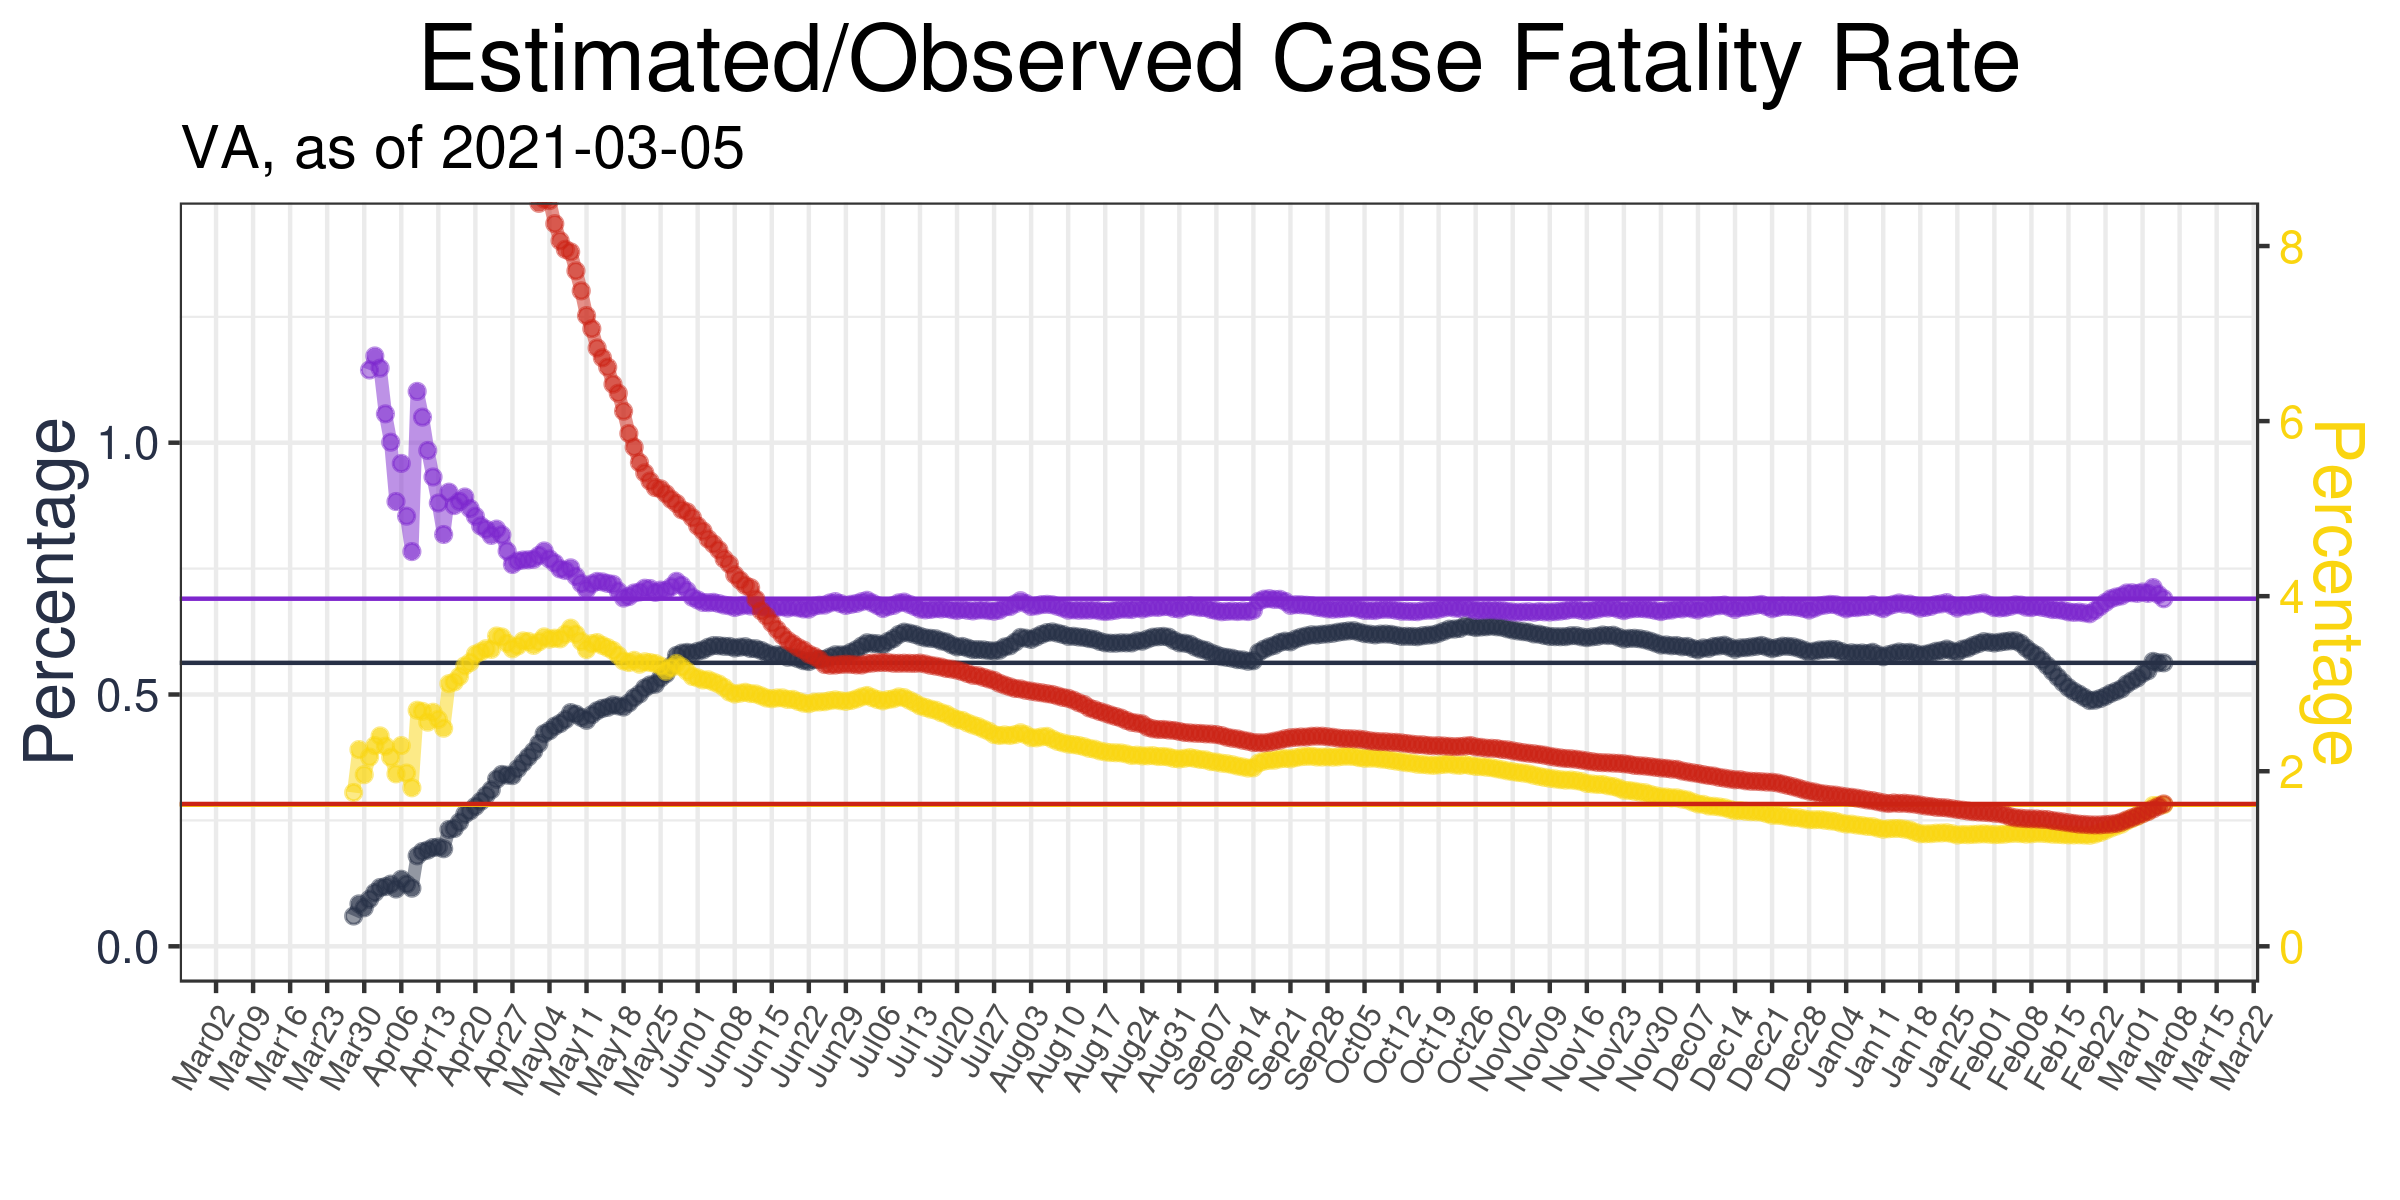 Estimated/Observed Case Fatality Rate
VA, as of 2021-03-05
Percentage
1.0
0.5
0.0
8
6
4
2
0
Percentage
Mar02
Mar09
Mar16
Mar23
Mar30
Apr06
Apr13
Apr20
Apr27
May04
May11
May18
May25
Jun01
Jun08
Jun15
Jun22
Jun29
Jul06
Jul13
Jul20
Jul27
Aug03
Aug10
Aug17
Aug24
Aug31
Sep07
Sep14
Sep21
Sep28
Oct05
Oct12
Oct19
Oct26
Nov02
Nov09
Nov16
Nov23
Nov30
Dec07
Dec14
Dec21
Dec28
Jan04
Jan11
Jan18
Jan25
Feb01
Feb08
Feb15
Feb22
Mar01
Mar08
Mar15
Mar22